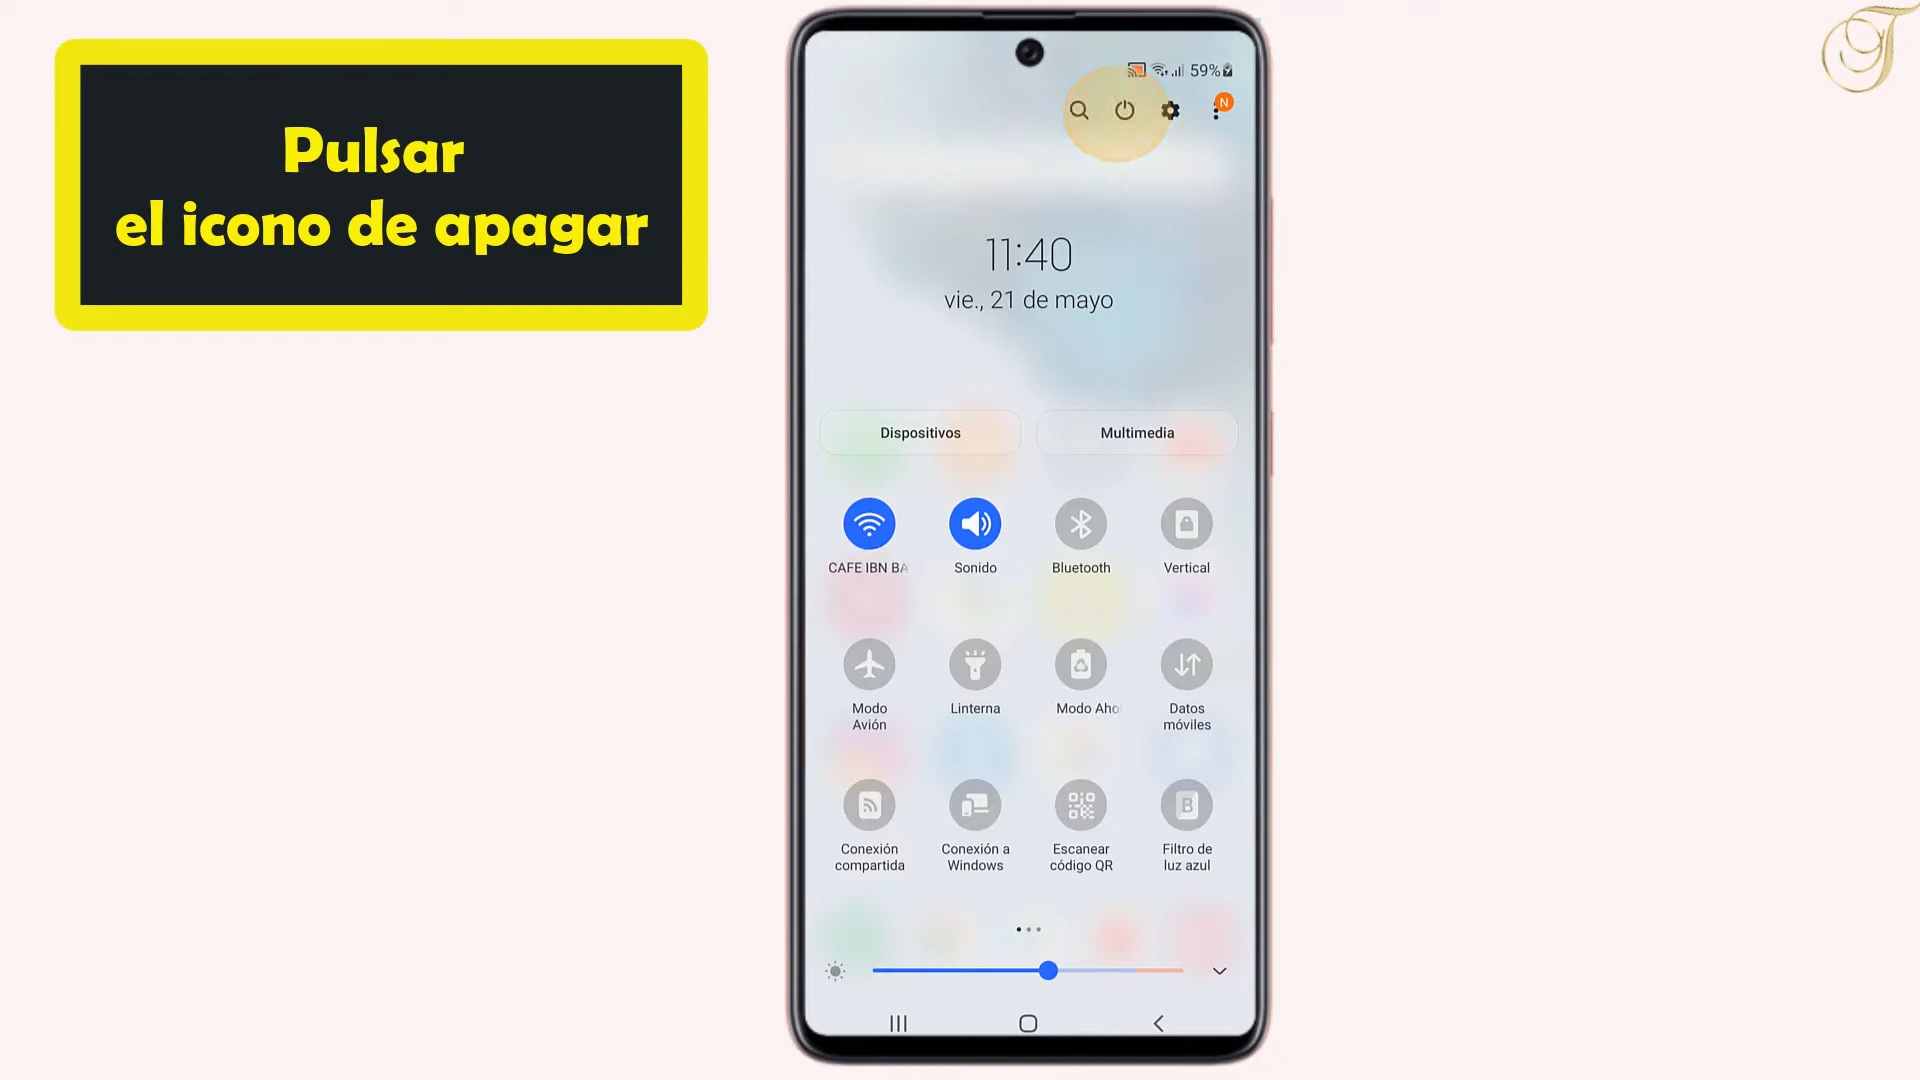 Pulsar
el icono de apagar
59%
N
11:40
vie., 21 de mayo
Dispositivos
Multimedia
CAFE IBN BA
Sonido
Bluetooth
Vertical
Modo
Avión
Linterna
Modo Aho
Datos
móviles
Conexión
compartida
Conexión a
Windows
Escanear
código QR
B
Filtro de
luz azul